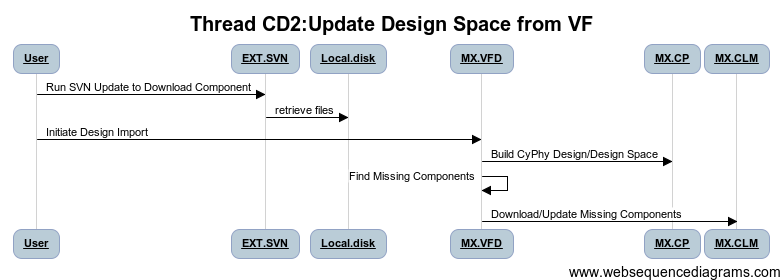 Thread CD2:Update Design Space from VF
User
EXT.SVN
Local.disk
MX.VFD
MX.CP
MX.CLM
Run SVN Update to Download Component
retrieve files
Initiate Design Import
Build CyPhy Design/Design Space
Find Missing Components
Download/Update Missing Components
User
EXT.SVN
Local.disk
MX.VFD
MX.CP
MX.CLM
www.websequencediagrams.com